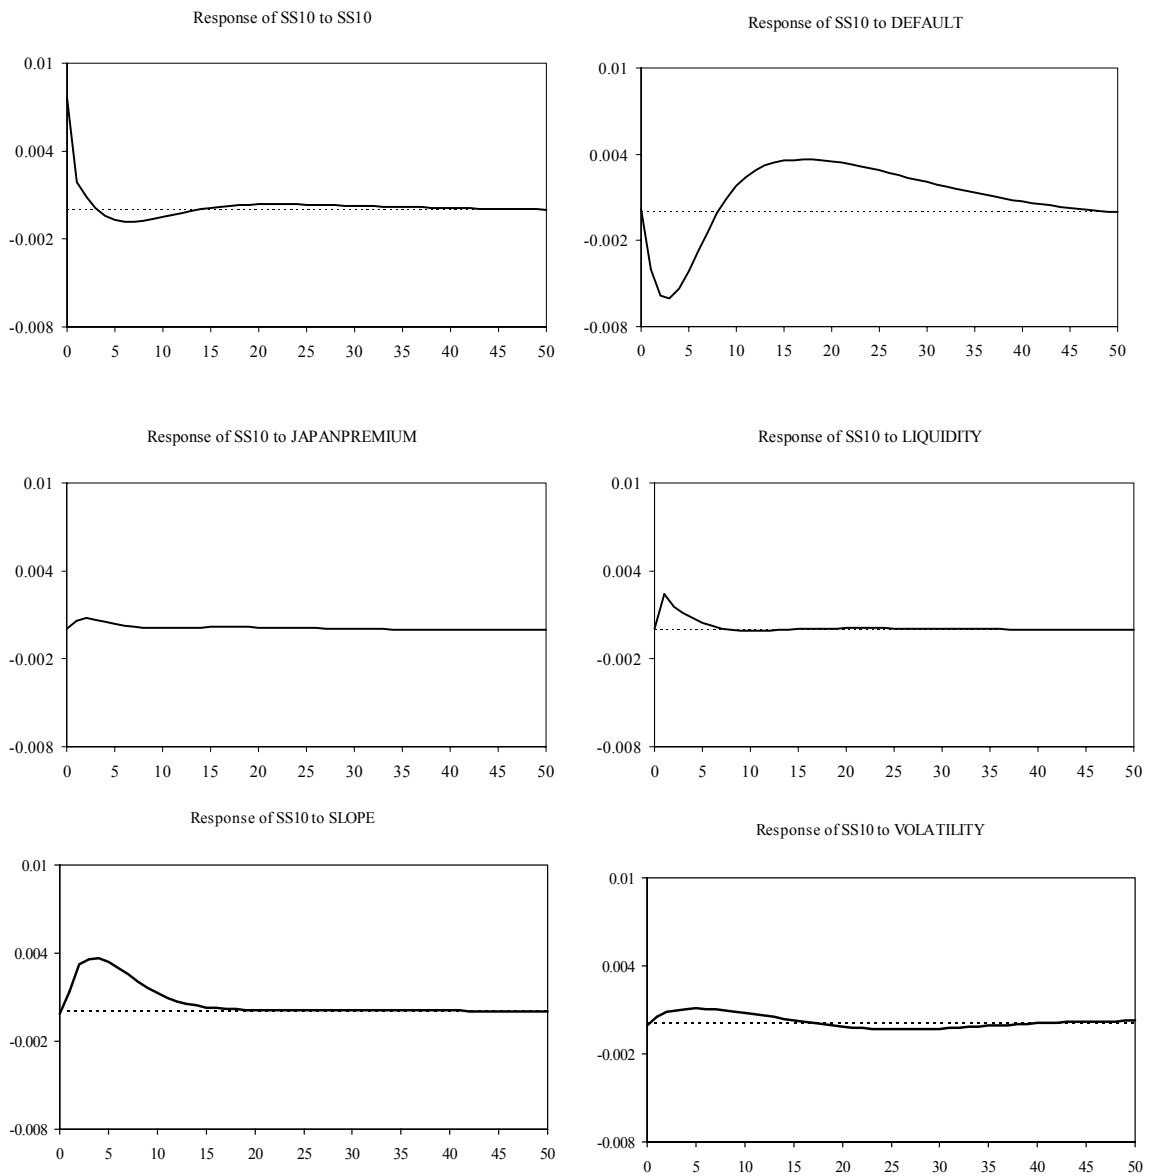 Response of SS10 to SS10
0.01
0.004
-0.002
-0.008
0 5 10 15 20 25 30 35 40 45 50
Response of SS10 to DEFAULT
0.01
0.004
-0.002
-0.008
0 5 10 15 20 25 30 35 40 45 50
Response of SS10 to JAPANPREMIUM
0.01
0.004
-0.002
-0.008
0 5 10 15 20 25 30 35 40 45 50
Response of SS10 to LIQUIDITY
0.01
0.004
-0.002
-0.008
0 5 10 15 20 25 30 35 40 45 50
Response of SS10 to SLOPE
0.01
0.004
-0.002
-0.008
0 5 10 15 20 25 30 35 40 45 50
Response of SS10 to VOLATILITY
0.01
0.004
-0.002
-0.008
0 5 10 15 20 25 30 35 40 45 50